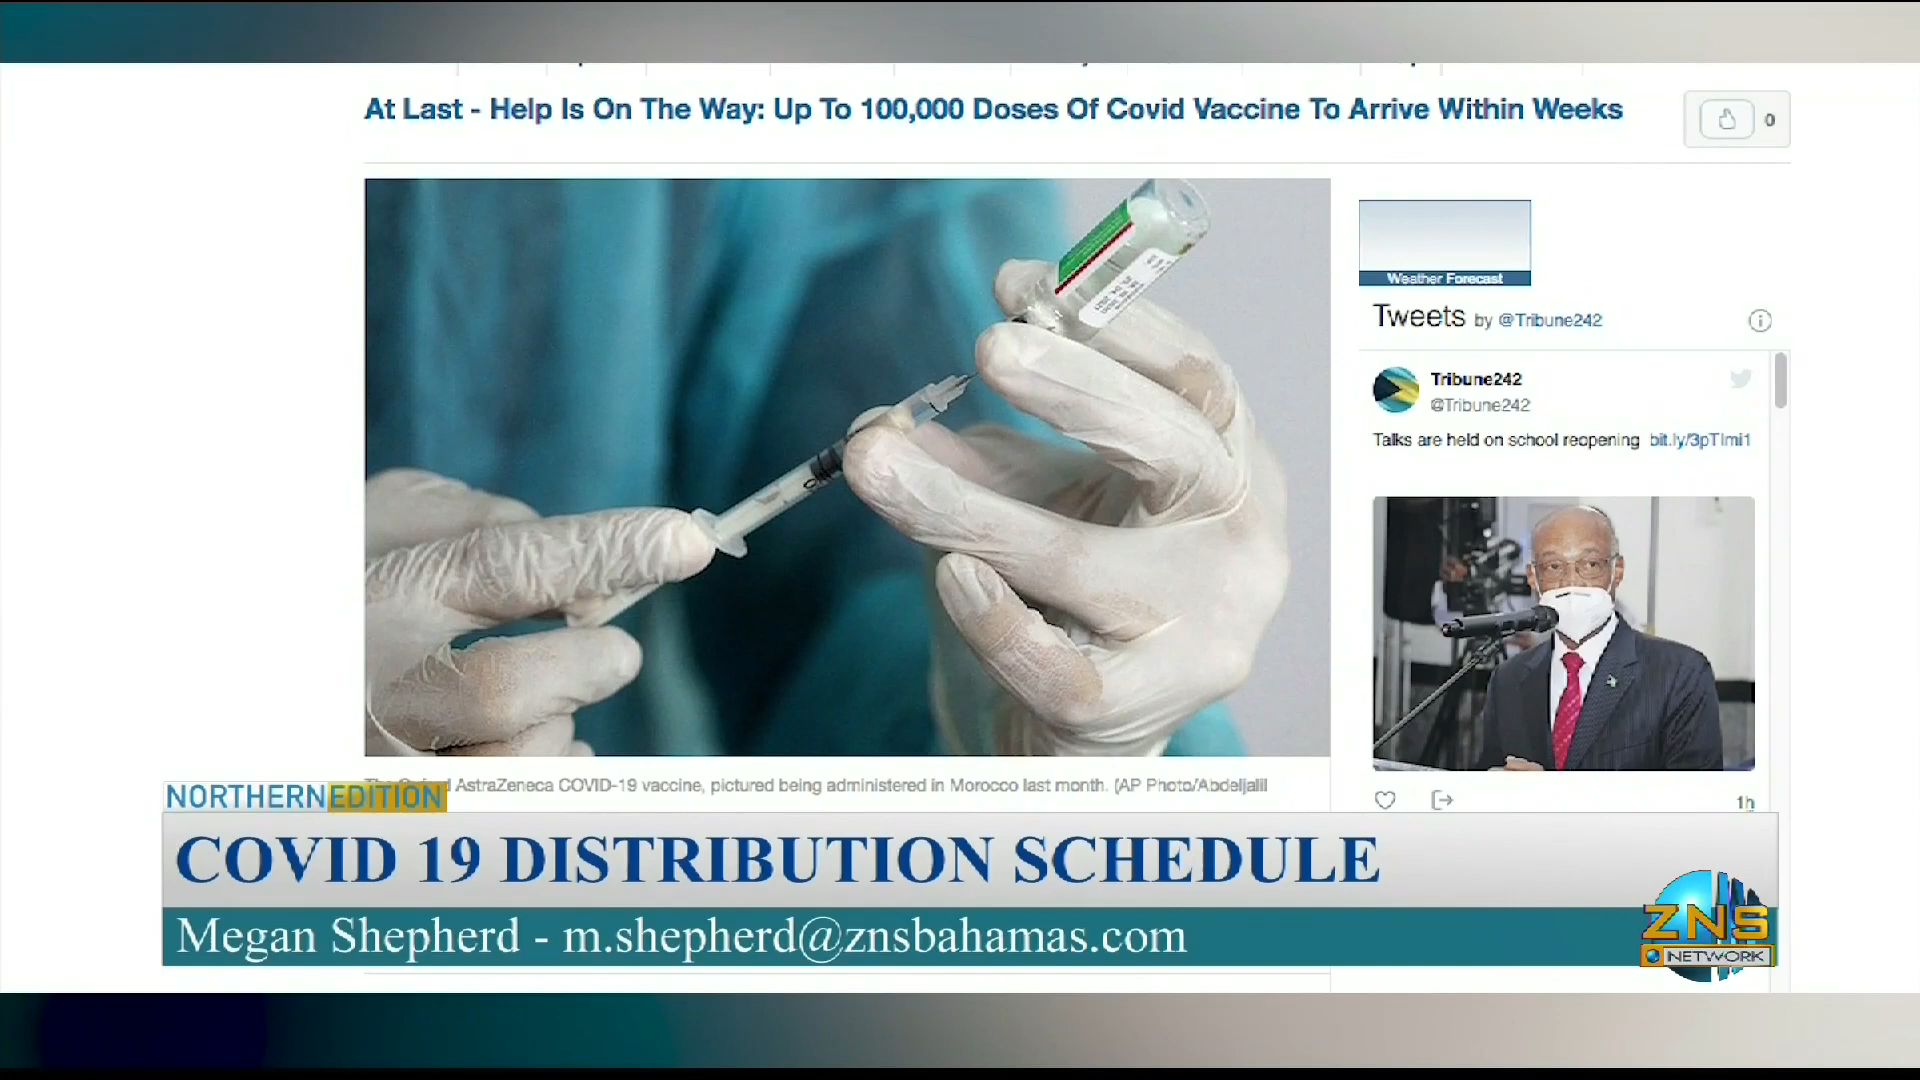 At Last - Help Is On The Way: Up To 100,000 Doses Of Covid Vaccine To Arrive Within Weeks
0
Weather Forecast
Tweets by @Tribune242
Tribune242
@Tribune242
Talks are held on school reopening bit.ly/3pTlmi1
AstraZeneca COVID-19 vaccine, pictured being administered in Morocco last month. (AP Photo/Abdeljalil
1h
NORTHERN EDITION
COVID 19 DISTRIBUTION SCHEDULE
Megan Shepherd - m.shepherd@znsbahamas.com
ZNS
NETWORK